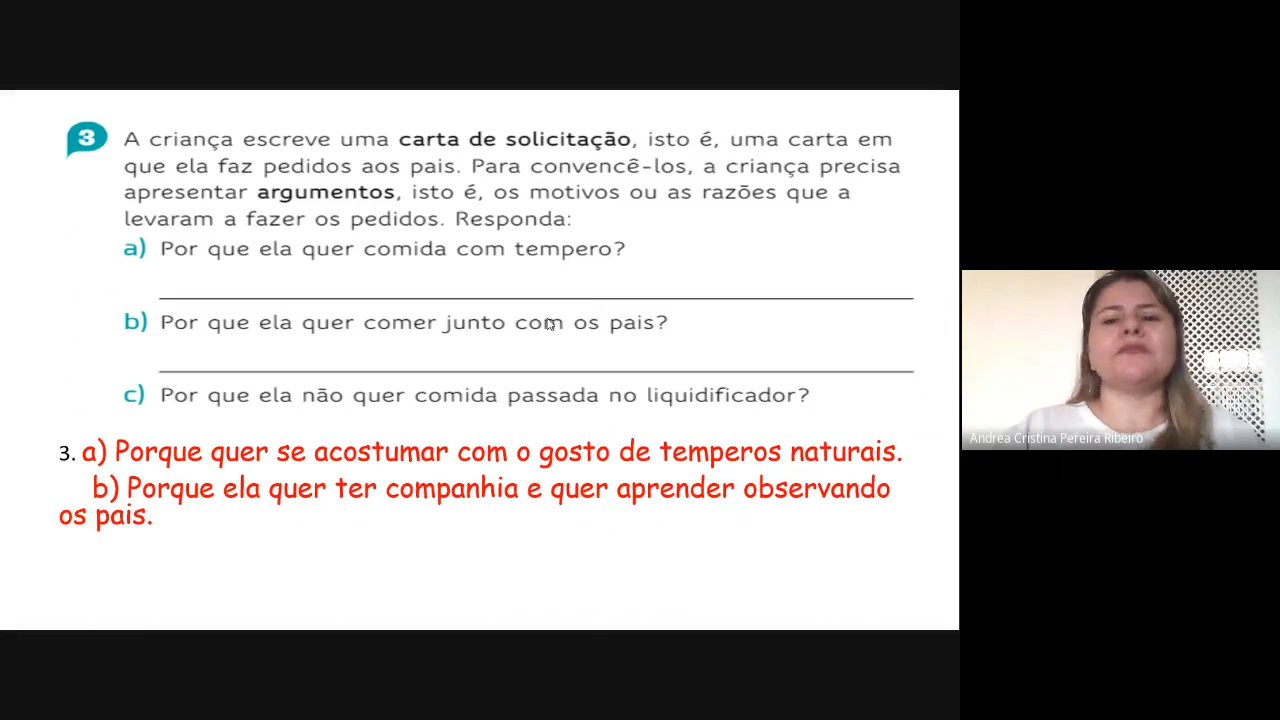 3
A criança escreve uma carta de solicitação, isto é, uma carta em
que ela faz pedidos aos pais. Para convencê-los, a criança precisa
apresentar argumentos, isto é, os motivos ou as razões que a
levaram a fazer os pedidos. Responda:
a) Por que ela quer comida com tempero?
b) Por que ela quer comer junto com os pais?
c) Por que ela não quer comida passada no liquidificador?
3. a) Porque quer se acostumar com o gosto de temperos naturais.
b) Porque ela quer ter companhia e quer aprender observando
os pais.
Andrea Cristina Pereira Ribeiro